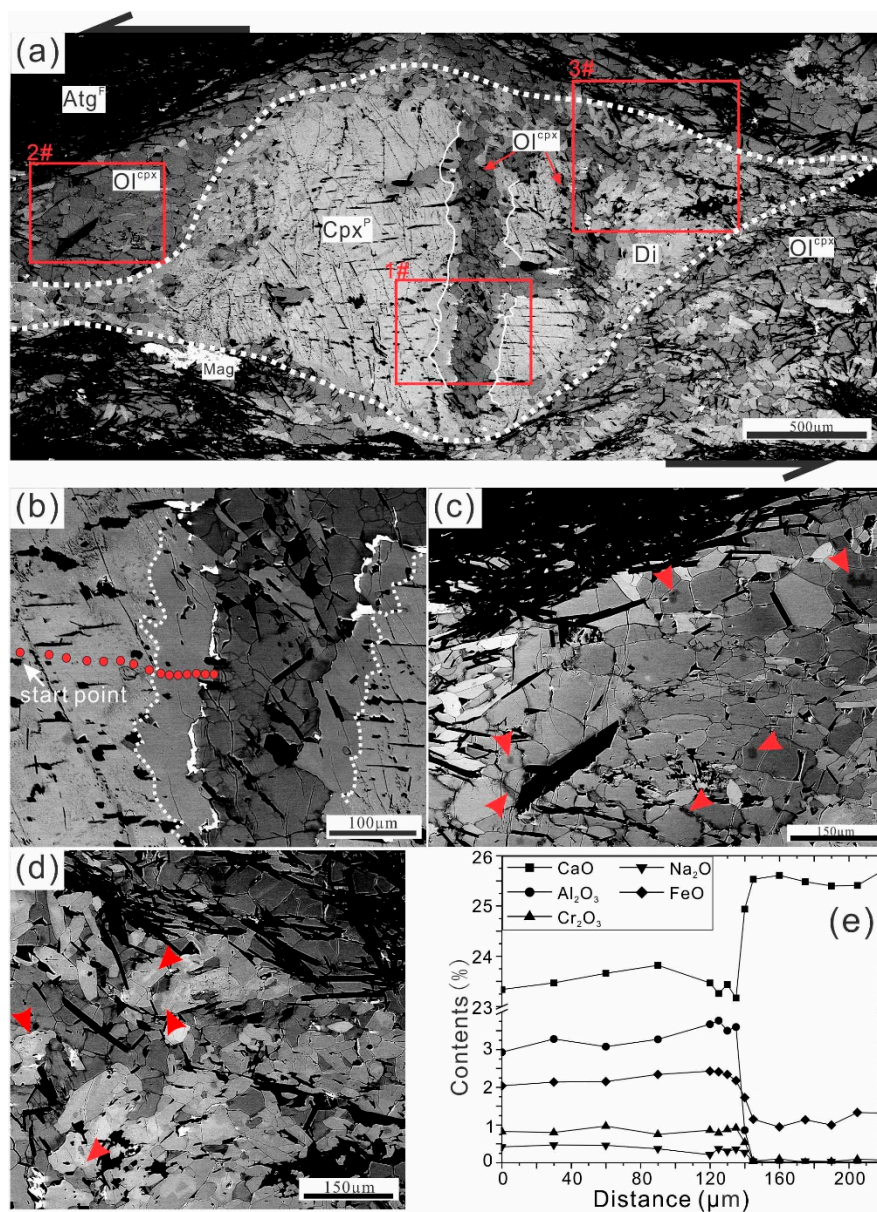 (a)
Atg^F
3#
2#
Ol^cpx
Ol^cpx
Cpx^P
Di
Ol^cpx
1#
Mag
500μm
(b)
start point
100μm
(c)
150μm
(d)
150μm
(e)
CaO
Na₂O
Al₂O₃
FeO
Cr₂O₃
26
25
24
23
3
2
1
0
Contents (%)
0
40
80
120
160
200
Distance (μm)